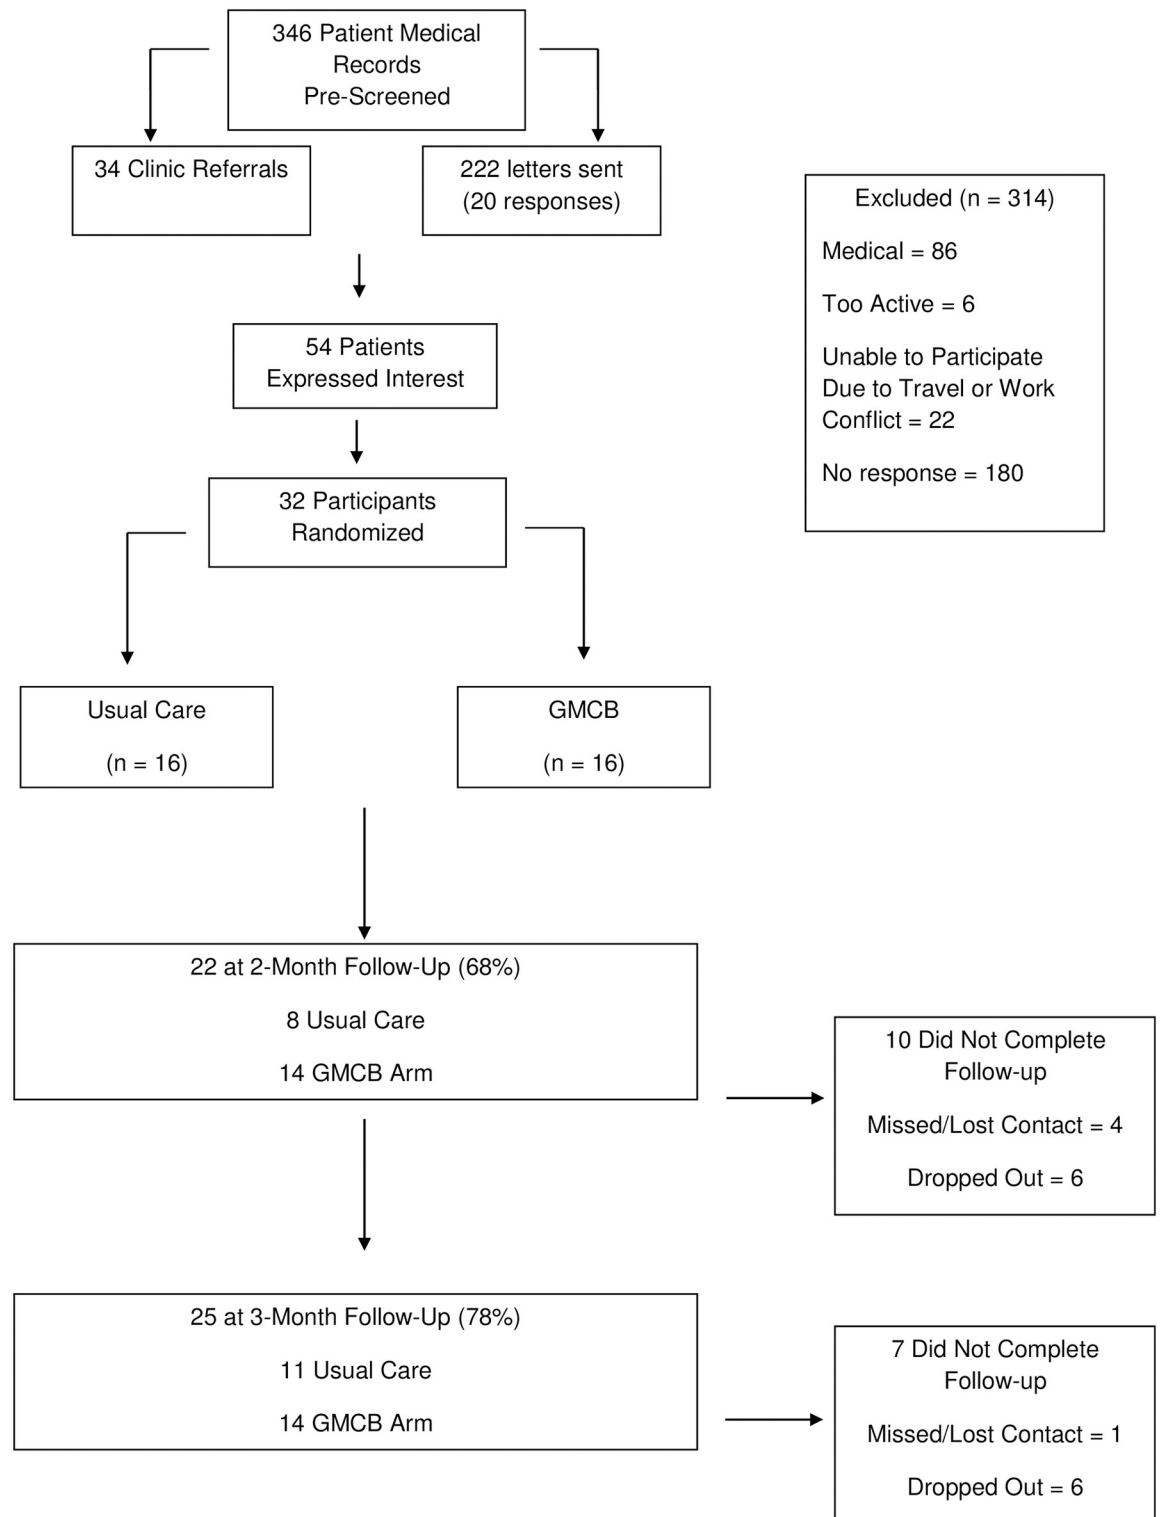 346 Patient Medical
Records
Pre-Screened
34 Clinic Referrals
222 letters sent
(20 responses)
Excluded (n = 314)
Medical = 86
Too Active = 6
Unable to Participate
Due to Travel or Work
Conflict = 22
No response = 180
54 Patients
Expressed Interest
32 Participants
Randomized
Usual Care
(n = 16)
GMCB
(n = 16)
22 at 2-Month Follow-Up (68%)
8 Usual Care
14 GMCB Arm
10 Did Not Complete
Follow-up
Missed/Lost Contact = 4
Dropped Out = 6
25 at 3-Month Follow-Up (78%)
11 Usual Care
14 GMCB Arm
7 Did Not Complete
Follow-up
Missed/Lost Contact = 1
Dropped Out = 6